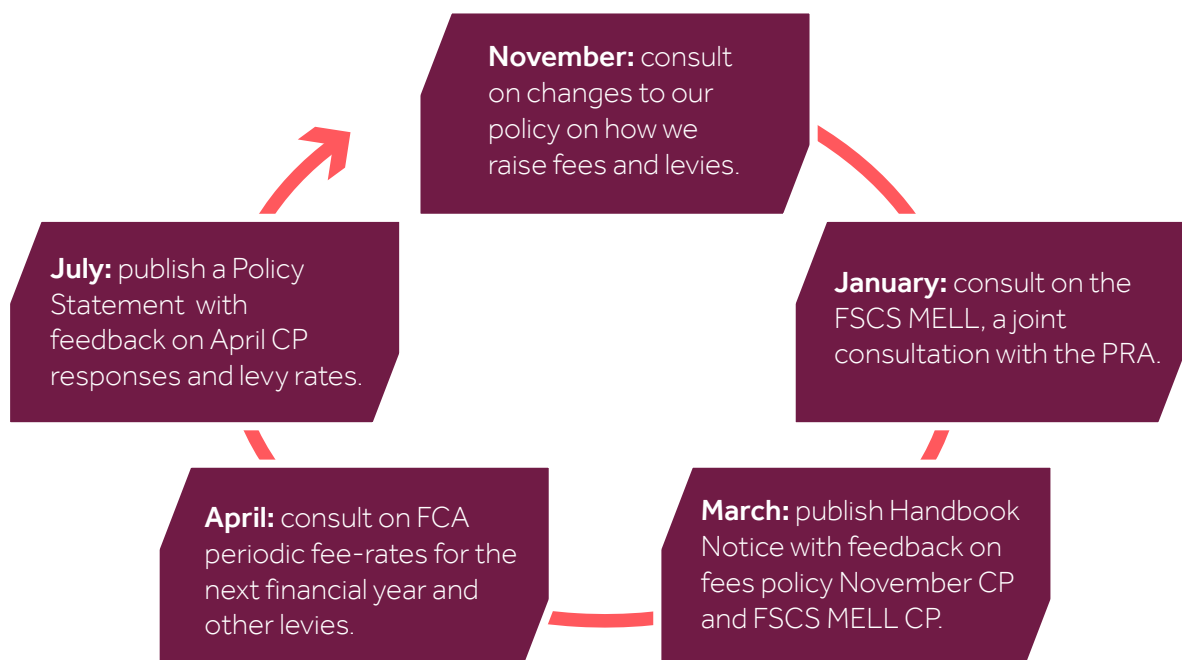 November: consult
on changes to our
policy on how we
raise fees and levies.
January: consult on the
FSCS MELL, a joint
consultation with the PRA.
March: publish Handbook
Notice with feedback on
fees policy November CP
and FSCS MELL CP.
April: consult on FCA
periodic fee-rates for the
next financial year and
other levies.
July: publish a Policy
Statement with
feedback on April CP
responses and levy rates.